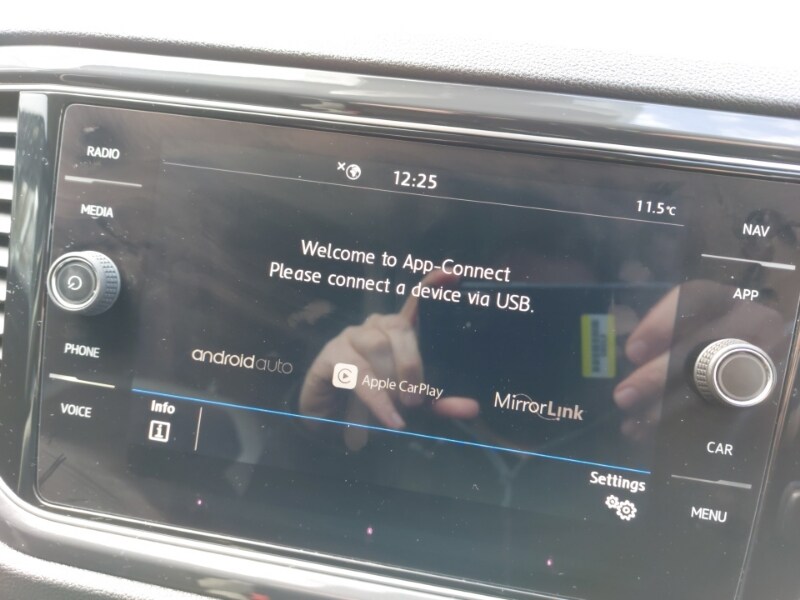 RADIO
MEDIA
PHONE
VOICE
12:25
11.5°C
Welcome to App-Connect
Please connect a device via USB.
androidauto
Apple CarPlay
MirrorLink
Info
Settings
NAV
APP
CAR
MENU